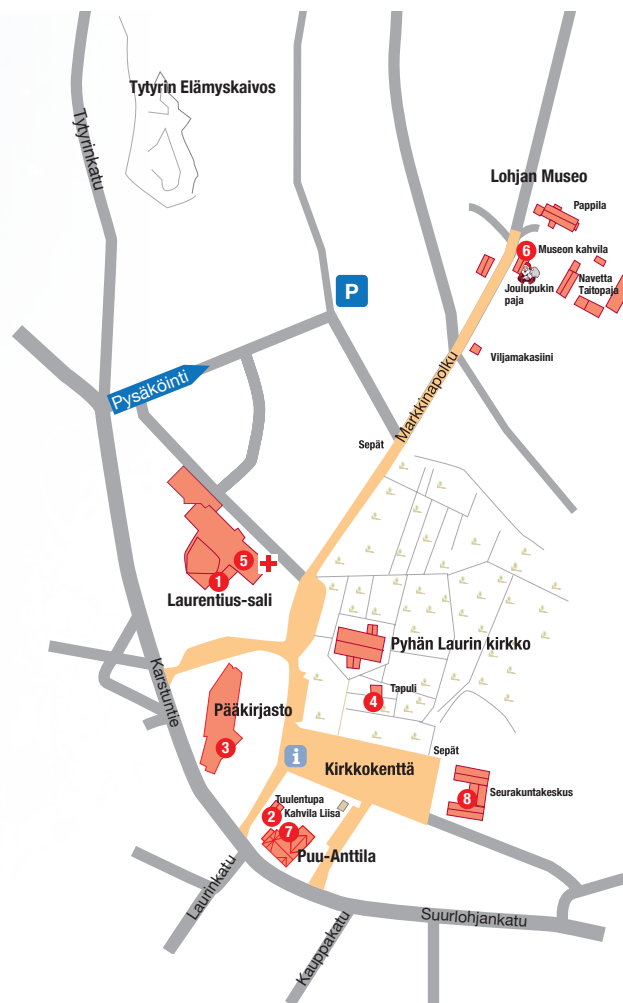 Tytyrin Elämyskaivos
Tytyrinkatu
Lohjan Museo
Pappila
6
Museon kahvila
Joulupukin
paja
Navetta
Taitopaja
P
Viljamakasiini
Pysäköinti
Markkinapolku
Sepät
5
1
Laurentius-sali
Pyhän Laurin kirkko
Karstuntie
Tapuli
4
Pääkirjasto
3
i
Kirkkokenttä
Sepät
Seurakuntakeskus
8
Tuulentupa
2
Kahvila Liisa
7
Puu-Anttila
Laurinkatu
Kauppakatu
Suurlohjankatu